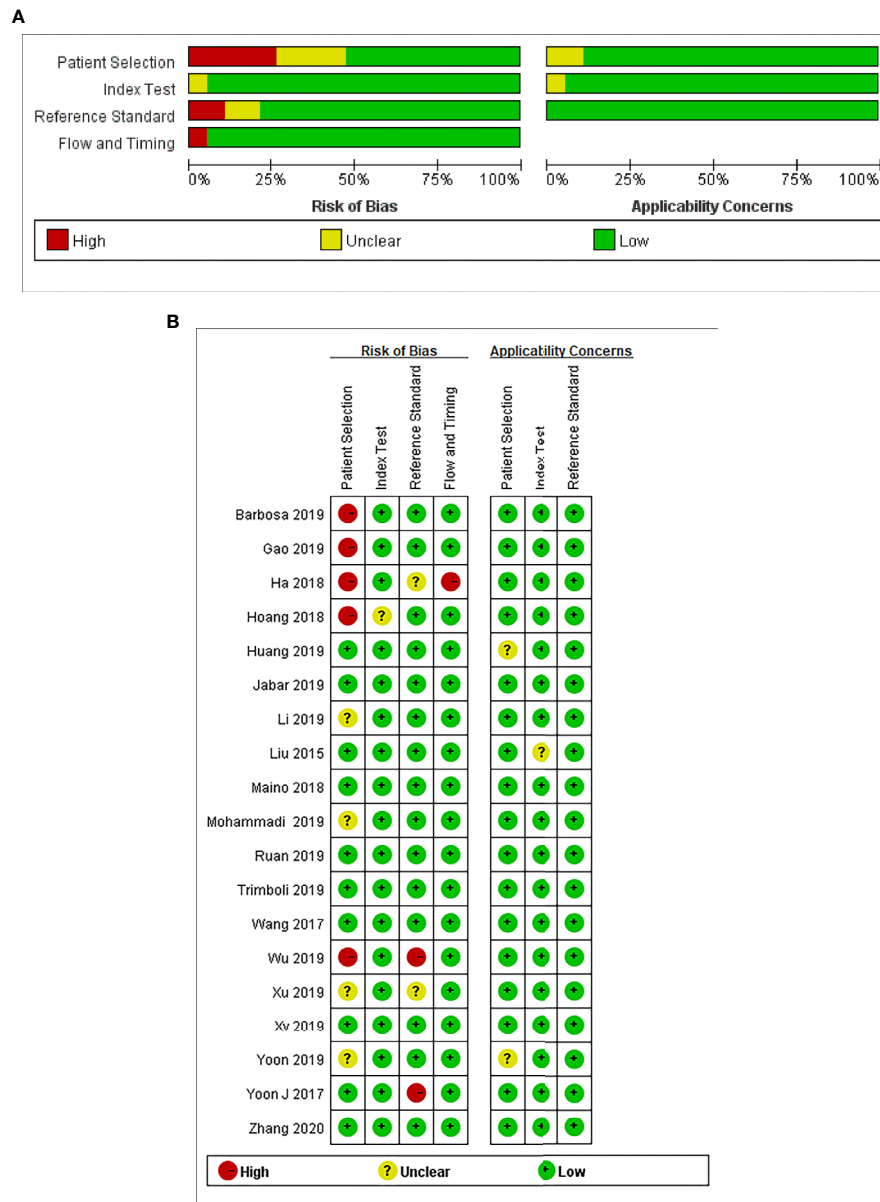 A
Patient Selection
Index Test
Reference Standard
Flow and Timing
0% 25% 50% 75% 100% 0% 25% 50% 75% 100%
Risk of Bias Applicability Concerns
High Unclear Low
B
Risk of Bias Applicability Concerns
Patient Selection
Index Test
Reference Standard
Flow and Timing
Patient Selection
Index Test
Reference Standard
Barbosa 2019 - + + + + + +
Gao 2019 - + + + + + +
Ha 2018 - + ? - + + +
Hoang 2018 - ? + + + + +
Huang 2019 + + + + ? + +
Jabar 2019 + + + + + + +
Li 2019 ? + + + + + +
Liu 2015 + + + + + ? +
Maino 2018 + + + + + + +
Mohammadi 2019 ? + + + + + +
Ruan 2019 + + + + + + +
Trimboli 2019 + + + + + + +
Wang 2017 + + + + + + +
Wu 2019 - + - + + + +
Xu 2019 ? + ? + + + +
Xv 2019 + + + + + + +
Yoon 2019 ? + + + ? + +
Yoon J 2017 + + - + + + +
Zhang 2020 + + + + + + +
- High ? Unclear + Low